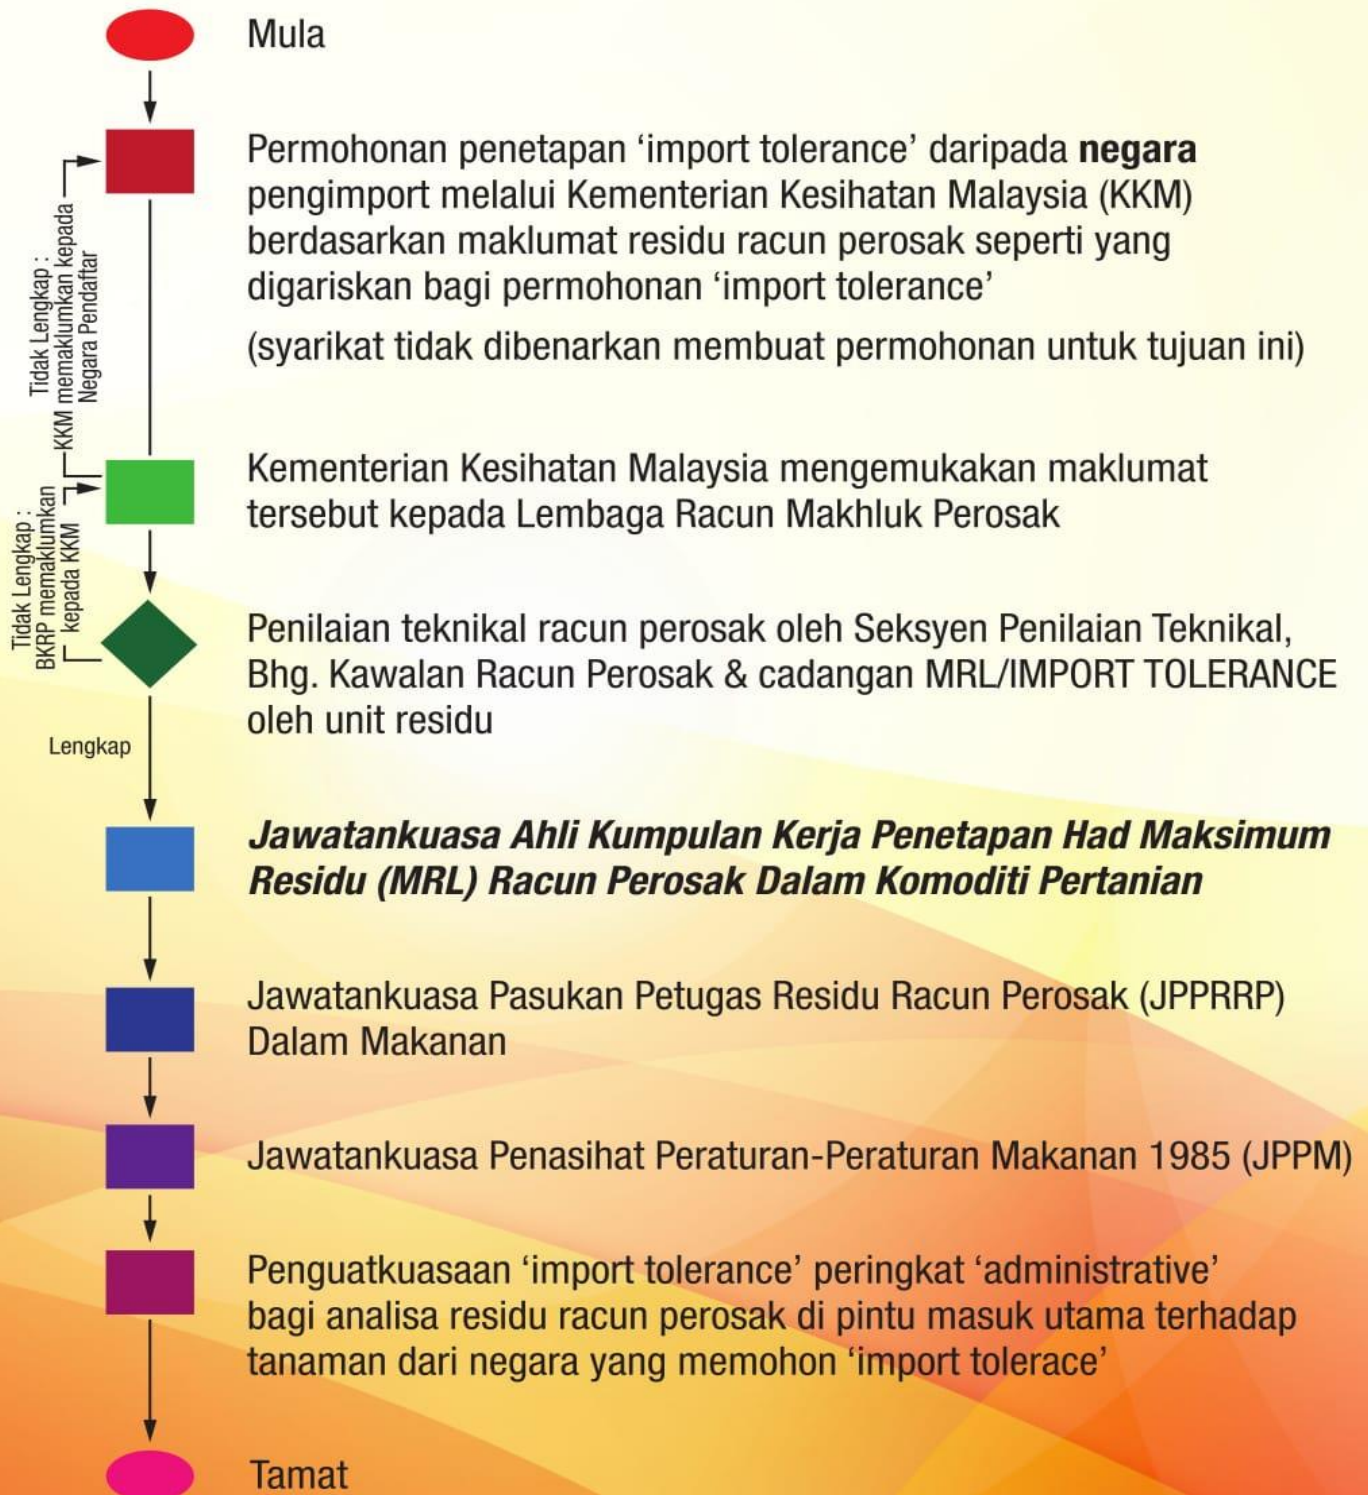 Mula
Permohonan penetapan ‘import tolerance’ daripada negara
pengimport melalui Kementerian Kesihatan Malaysia (KKM)
berdasarkan maklumat residu racun perosak seperti yang
digariskan bagi permohonan ‘import tolerance’
(syarikat tidak dibenarkan membuat permohonan untuk tujuan ini)
Tidak Lengkap :
KKM memaklumkan kepada
Negara Pendaftar
Kementerian Kesihatan Malaysia mengemukakan maklumat
tersebut kepada Lembaga Racun Makhluk Perosak
Tidak Lengkap :
BKRP memaklumkan
kepada KKM
Penilaian teknikal racun perosak oleh Seksyen Penilaian Teknikal,
Bhg. Kawalan Racun Perosak & cadangan MRL/IMPORT TOLERANCE
oleh unit residu
Lengkap
Jawatankuasa Ahli Kumpulan Kerja Penetapan Had Maksimum
Residu (MRL) Racun Perosak Dalam Komoditi Pertanian
Jawatankuasa Pasukan Petugas Residu Racun Perosak (JPPRRP)
Dalam Makanan
Jawatankuasa Penasihat Peraturan-Peraturan Makanan 1985 (JPPM)
Penguatkuasaan ‘import tolerance’ peringkat ‘administrative’
bagi analisa residu racun perosak di pintu masuk utama terhadap
tanaman dari negara yang memohon ‘import tolerace’
Tamat